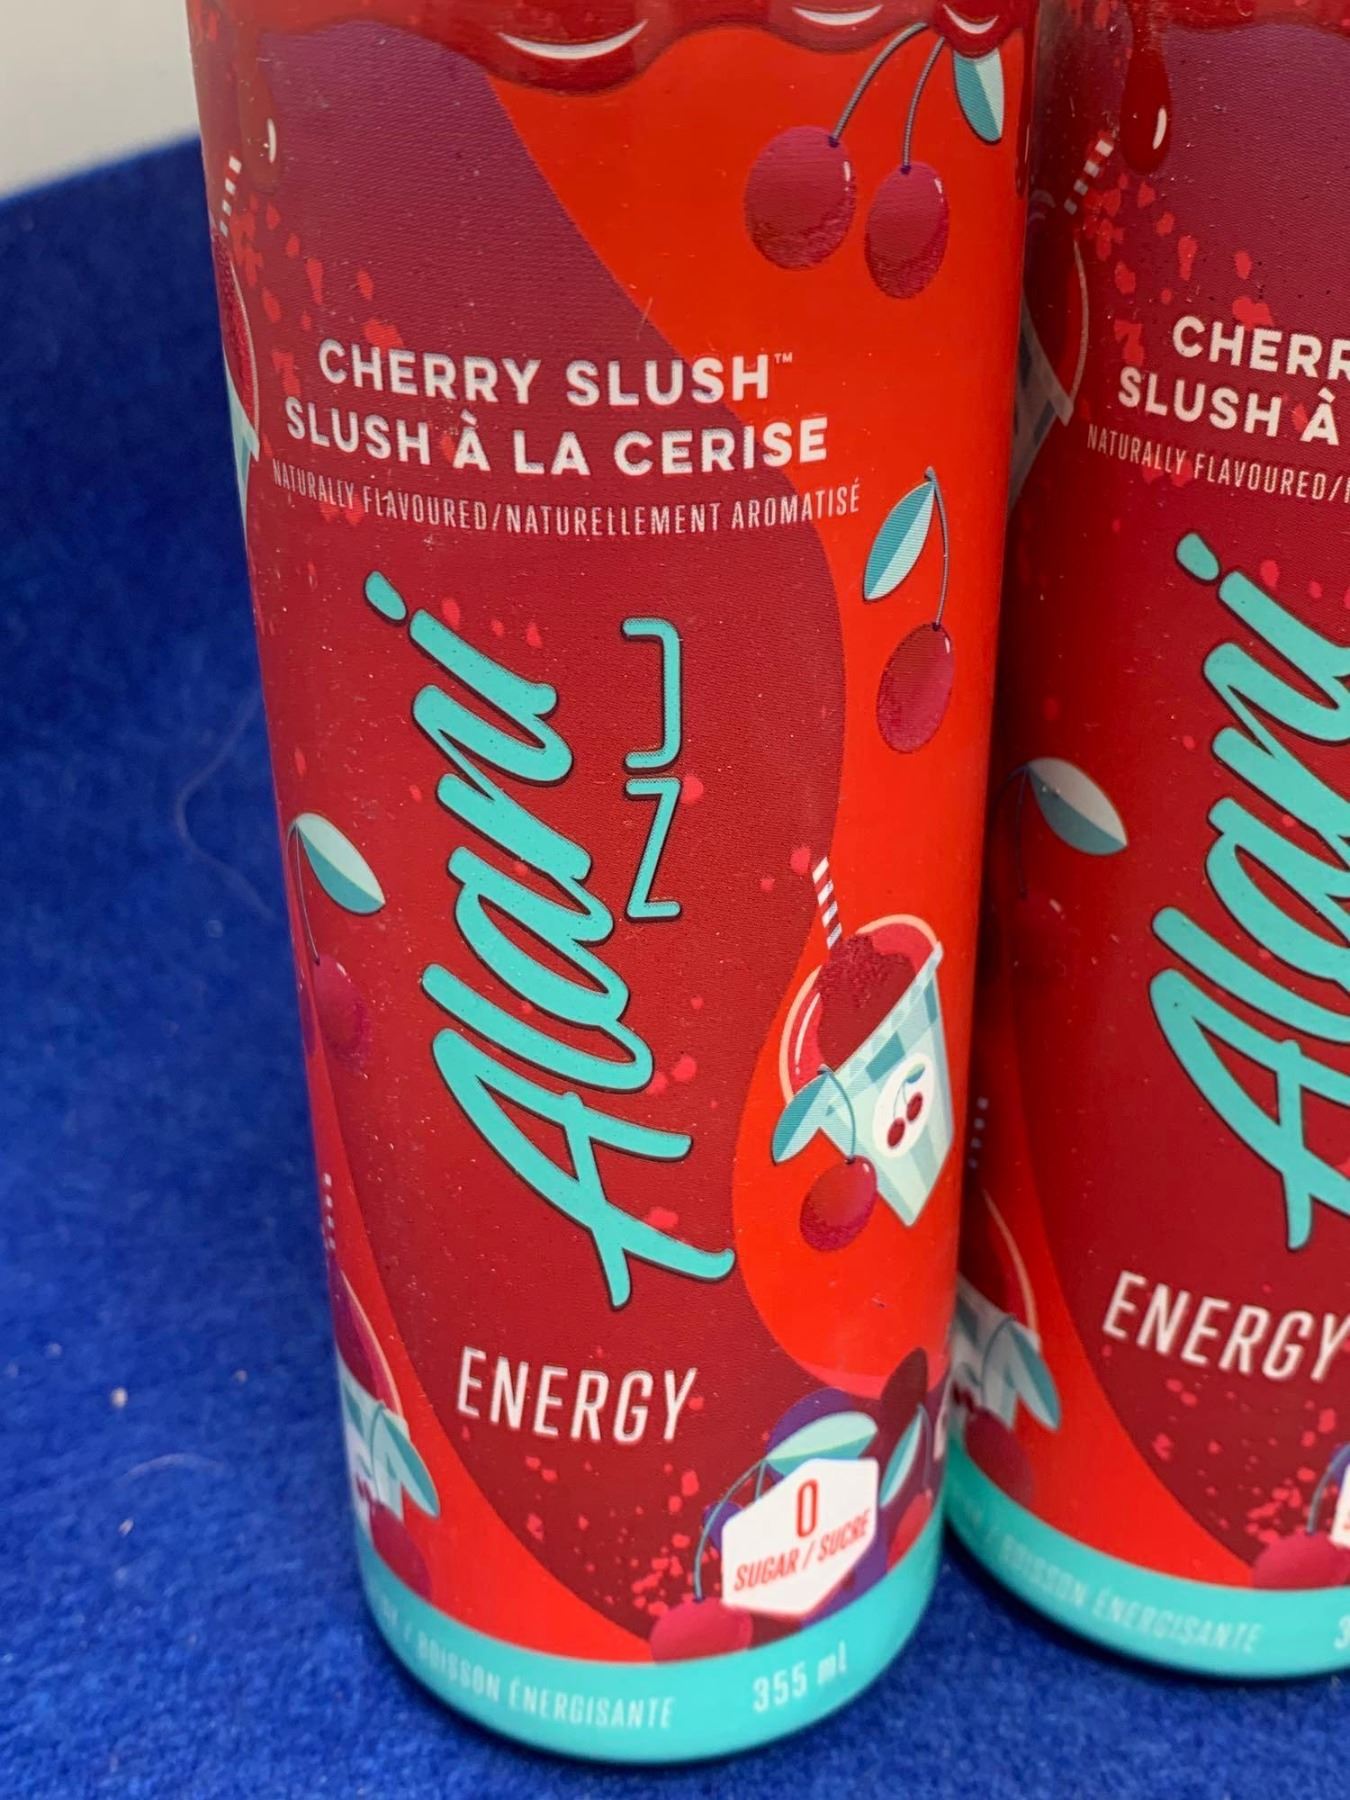 CHERRY SLUSH™
SLUSH À LA CERISE
NATURALLY FLAVOURED/NATURELLEMENT AROMATISÉ
Alani
NU
ENERGY
0
SUGAR / SUCRE
/ BOISSON ÉNERGISANTE
355 ml
CHERR
SLUSH À
NATURALLY FLAVOURED/
Alani
ENERGY
/ BOISSON ÉNERGISANTE